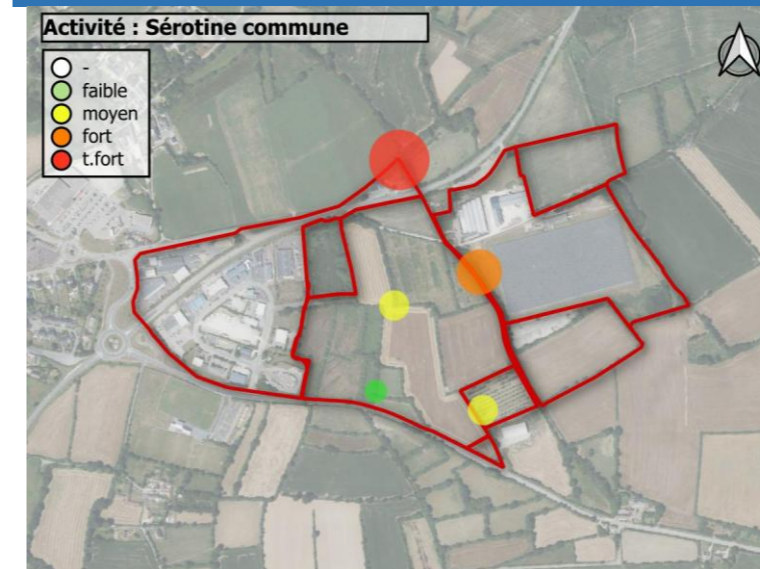 Activité : Sérotine commune
-
faible
moyen
fort
t.fort